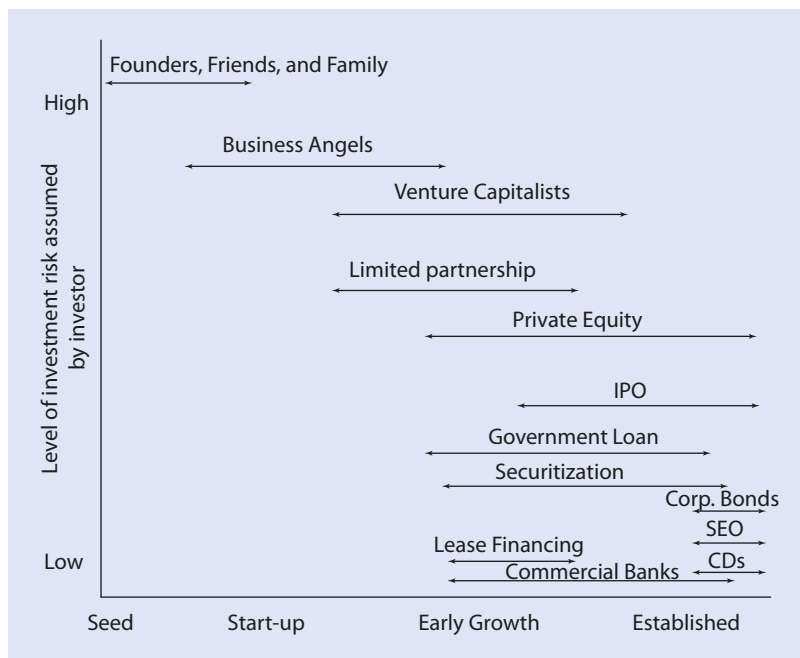 Founders, Friends, and Family
High
Business Angels
Venture Capitalists
Level of investment risk assumed
by investor
Limited partnership
Private Equity
IPO
Government Loan
Securitization
Corp. Bonds
SEO
Lease Financing
Low
CDs
Commercial Banks
Seed
Start-up
Early Growth
Established